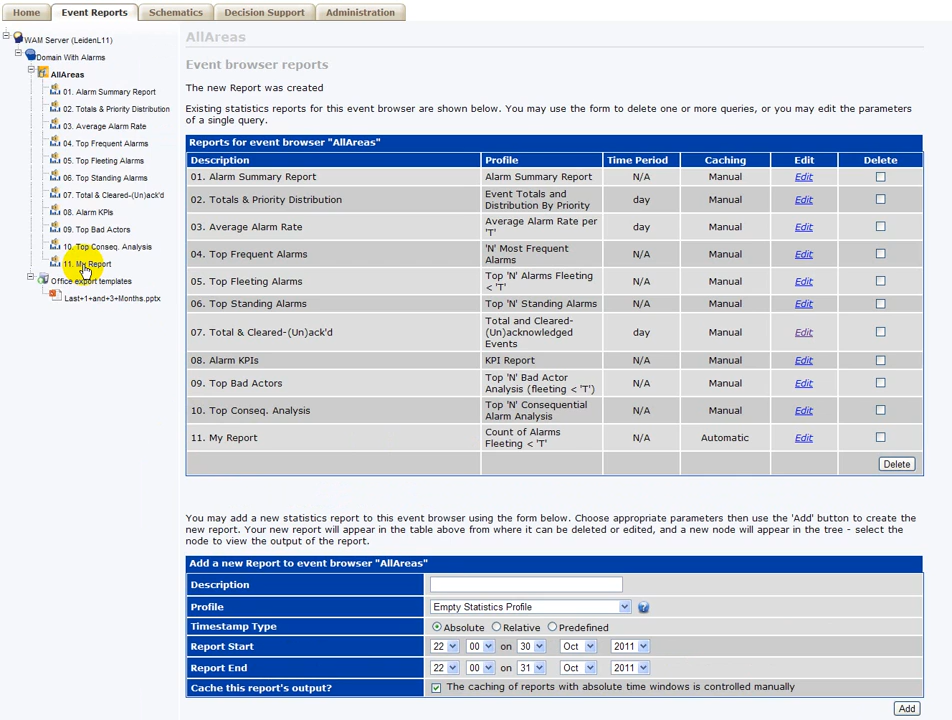 Home Event Reports Schematics Decision Support Administration
WAM Server (LeidenL11)
Domain With Alarms
AllAreas
01. Alarm Summary Report
02. Totals & Priority Distribution
03. Average Alarm Rate
04. Top Frequent Alarms
05. Top Fleeting Alarms
06. Top Standing Alarms
07. Total & Cleared-(Un)ack'd
08. Alarm KPIs
09. Top Bad Actors
10. Top Conseq. Analysis
11. My Report
Office export templates
Last+1+and+3+Months.pptx
AllAreas
Event browser reports
The new Report was created
Existing statistics reports for this event browser are shown below. You may use the form to delete one or more queries, or you may edit the parameters
of a single query.
Reports for event browser "AllAreas"
Description Profile Time Period Caching Edit Delete
01. Alarm Summary Report Alarm Summary Report N/A Manual Edit
02. Totals & Priority Distribution Event Totals and
Distribution By Priority day Manual Edit
03. Average Alarm Rate Average Alarm Rate per
'T' day Manual Edit
04. Top Frequent Alarms 'N' Most Frequent
Alarms N/A Manual Edit
05. Top Fleeting Alarms Top 'N' Alarms Fleeting
< 'T' N/A Manual Edit
06. Top Standing Alarms Top 'N' Standing Alarms N/A Manual Edit
07. Total & Cleared-(Un)ack'd Total and Cleared-
(Un)acknowledged
Events day Manual Edit
08. Alarm KPIs KPI Report N/A Manual Edit
09. Top Bad Actors Top 'N' Bad Actor
Analysis (fleeting < 'T') N/A Manual Edit
10. Top Conseq. Analysis Top 'N' Consequential
Alarm Analysis N/A Manual Edit
11. My Report Count of Alarms
Fleeting < 'T' N/A Automatic Edit
Delete
You may add a new statistics report to this event browser using the form below. Choose appropriate parameters then use the 'Add' button to create the
new report. Your new report will appear in the table above from where it can be deleted or edited, and a new node will appear in the tree - select the
node to view the output of the report.
Add a new Report to event browser "AllAreas"
Description
Profile Empty Statistics Profile ?
Timestamp Type Absolute Relative Predefined
Report Start 22 00 on 30 Oct 2011
Report End 22 00 on 31 Oct 2011
Cache this report's output? The caching of reports with absolute time windows is controlled manually
Add